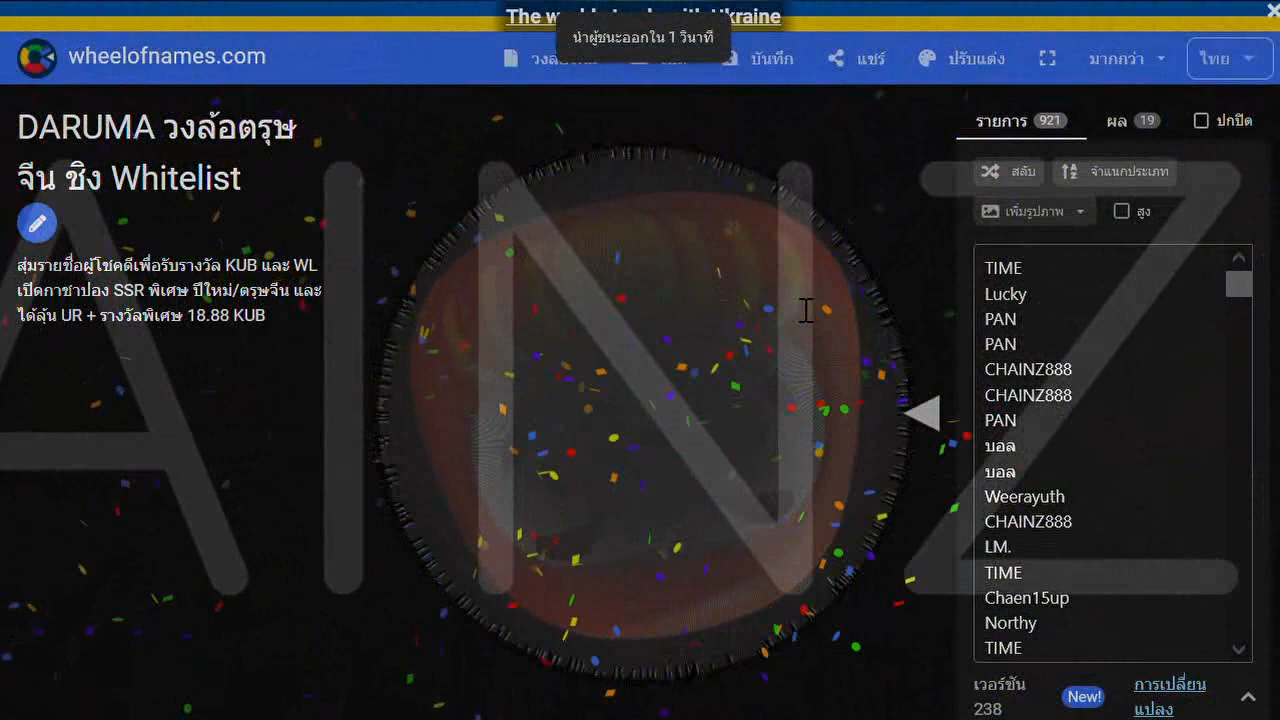 The world stands with Ukraine
นำผู้ชนะออกใน 1 วินาที
wheelofnames.com
บันทึก
แชร์
ปรับแต่ง
มากกว่า
ไทย
DARUMA วงล้อตรุษ
จีน ชิง Whitelist
สุ่มรายชื่อผู้โชคดีเพื่อรับรางวัล KUB และ WL
เปิดกาชาปอง SSR พิเศษ ปีใหม่/ตรุษจีน และ
ได้ลุ้น UR + รางวัลพิเศษ 18.88 KUB
AINZ
รายการ 921
ผล 19
ปกปิด
สลับ
จำแนกประเภท
เพิ่มรูปภาพ
สูง
TIME
Lucky
PAN
PAN
CHAINZ888
CHAINZ888
PAN
บอล
บอล
Weerayuth
CHAINZ888
LM.
TIME
Chaen15up
Northy
TIME
เวอร์ชัน
238
New!
การเปลี่ยน
แปลง